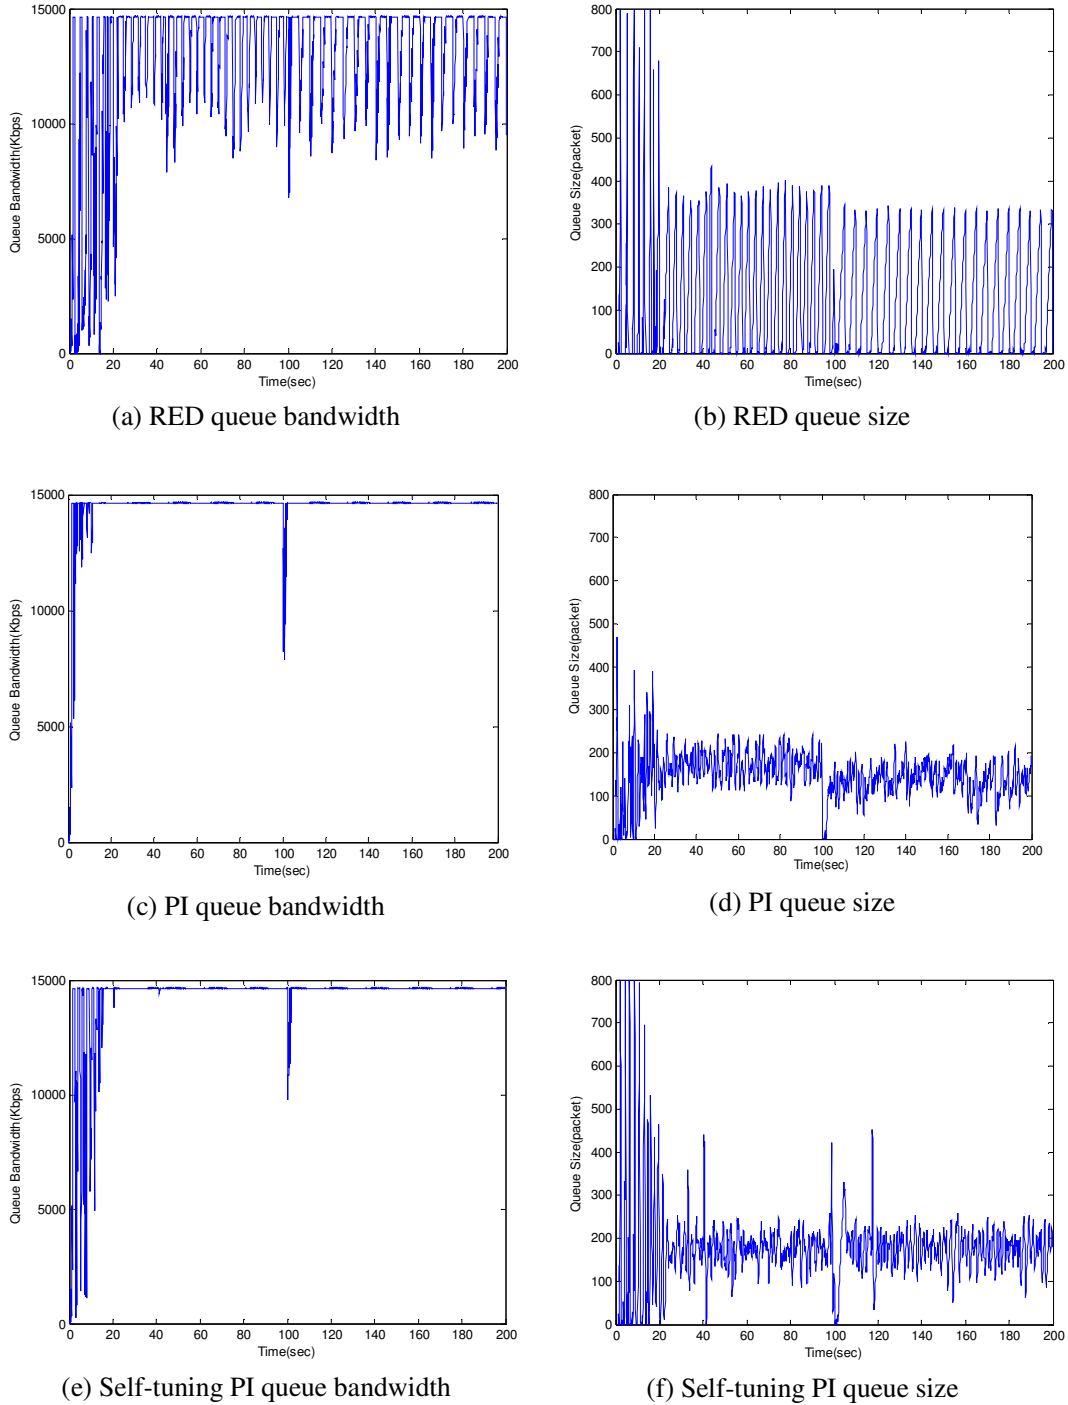 15000
10000
5000
0
Queue Bandwidth(Kbps)
0 20 40 60 80 100 120 140 160 180 200
Time(sec)
(a) RED queue bandwidth
800
700
600
500
400
300
200
100
0
Queue Size(packet)
0 20 40 60 80 100 120 140 160 180 200
Time(sec)
(b) RED queue size
15000
10000
5000
0
Queue Bandwidth(Kbps)
0 20 40 60 80 100 120 140 160 180 200
Time(sec)
(c) PI queue bandwidth
800
700
600
500
400
300
200
100
0
Queue Size(packet)
0 20 40 60 80 100 120 140 160 180 200
Time(sec)
(d) PI queue size
15000
10000
5000
0
Queue Bandwidth(Kbps)
0 20 40 60 80 100 120 140 160 180 200
Time(sec)
(e) Self-tuning PI queue bandwidth
800
700
600
500
400
300
200
100
0
Queue Size(packet)
0 20 40 60 80 100 120 140 160 180 200
Time(sec)
(f) Self-tuning PI queue size